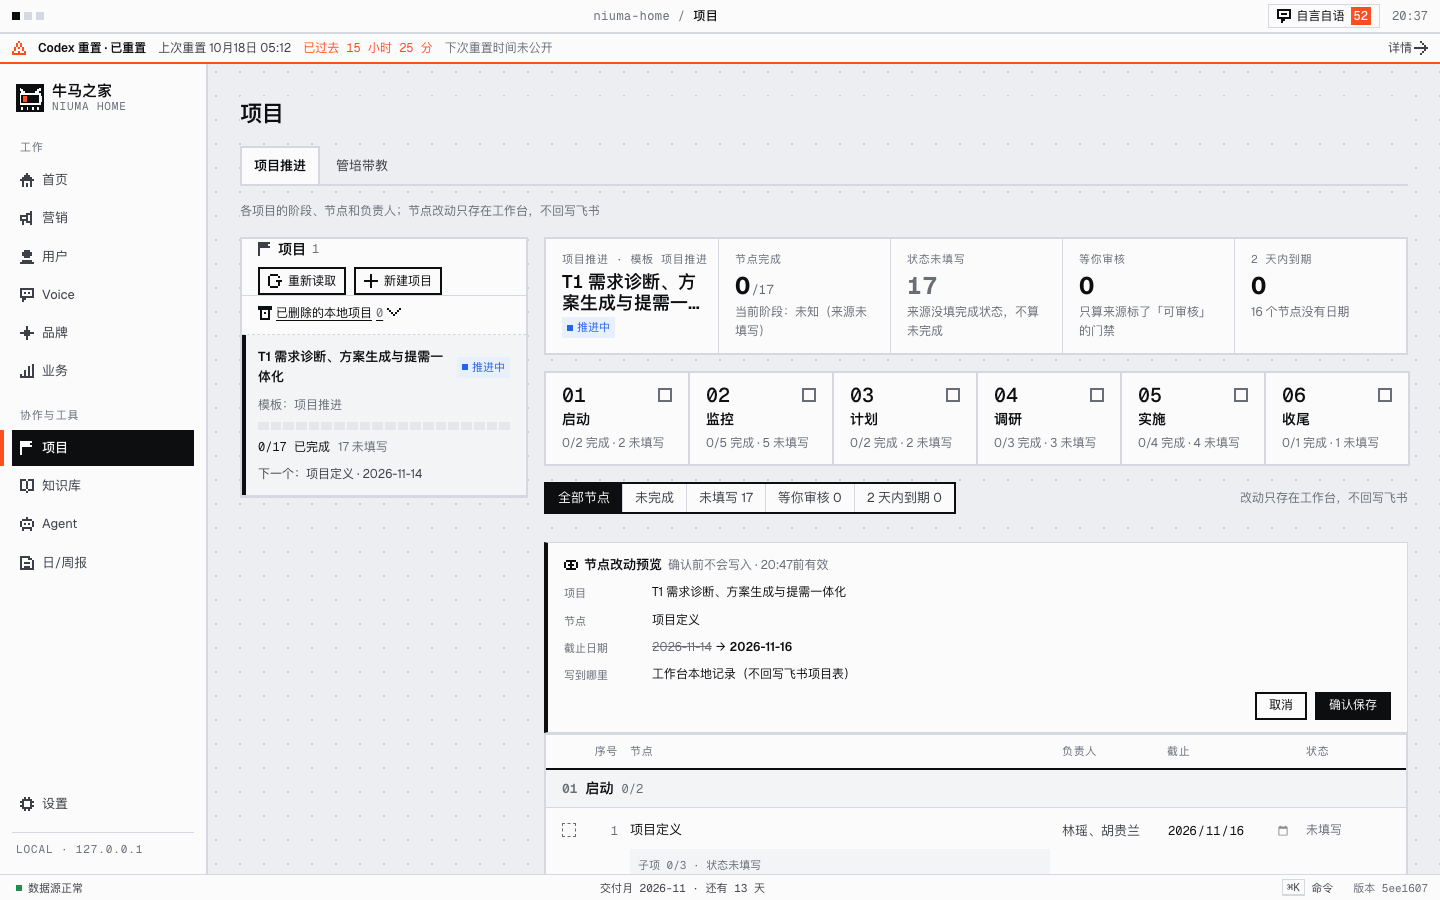 niuma-home / 项目
自言自语 52
20:37
Codex 重置 · 已重置 上次重置 10月18日 05:12 已过去 15 小时 25 分 下次重置时间未公开
详情
牛马之家
NIUMA HOME
工作
首页
营销
用户
Voice
品牌
业务
协作与工具
项目
知识库
Agent
日/周报
设置
LOCAL · 127.0.0.1
项目
项目推进 管培带教
各项目的阶段、节点和负责人；节点改动只存在工作台，不回写飞书
项目 1
重新读取 新建项目
已删除的本地项目 0
T1 需求诊断、方案生成与提需一
体化
推进中
模板：项目推进
0/17 已完成 17 未填写
下一个：项目定义 · 2026-11-14
项目推进 · 模板 项目推进
T1 需求诊断、方
案生成与提需一…
推进中
节点完成
0/17
当前阶段：未知（来源未
填写）
状态未填写
17
来源没填完成状态，不算
未完成
等你审核
0
只算来源标了「可审核」
的门禁
2 天内到期
0
16 个节点没有日期
01
启动
0/2 完成 · 2 未填写
02
监控
0/5 完成 · 5 未填写
03
计划
0/2 完成 · 2 未填写
04
调研
0/3 完成 · 3 未填写
05
实施
0/4 完成 · 4 未填写
06
收尾
0/1 完成 · 1 未填写
全部节点 未完成 未填写 17 等你审核 0 2 天内到期 0
改动只存在工作台，不回写飞书
节点改动预览 确认前不会写入 · 20:47前有效
项目 T1 需求诊断、方案生成与提需一体化
节点 项目定义
截止日期 2026-11-14 → 2026-11-16
写到哪里 工作台本地记录（不回写飞书项目表）
取消 确认保存
序号 节点 负责人 截止 状态
01 启动 0/2
1 项目定义 林瑶、胡贵兰 2026/11/16 未填写
子项 0/3 · 状态未填写
数据源正常
交付月 2026-11 · 还有 13 天
⌘K 命令
版本 5ee1607